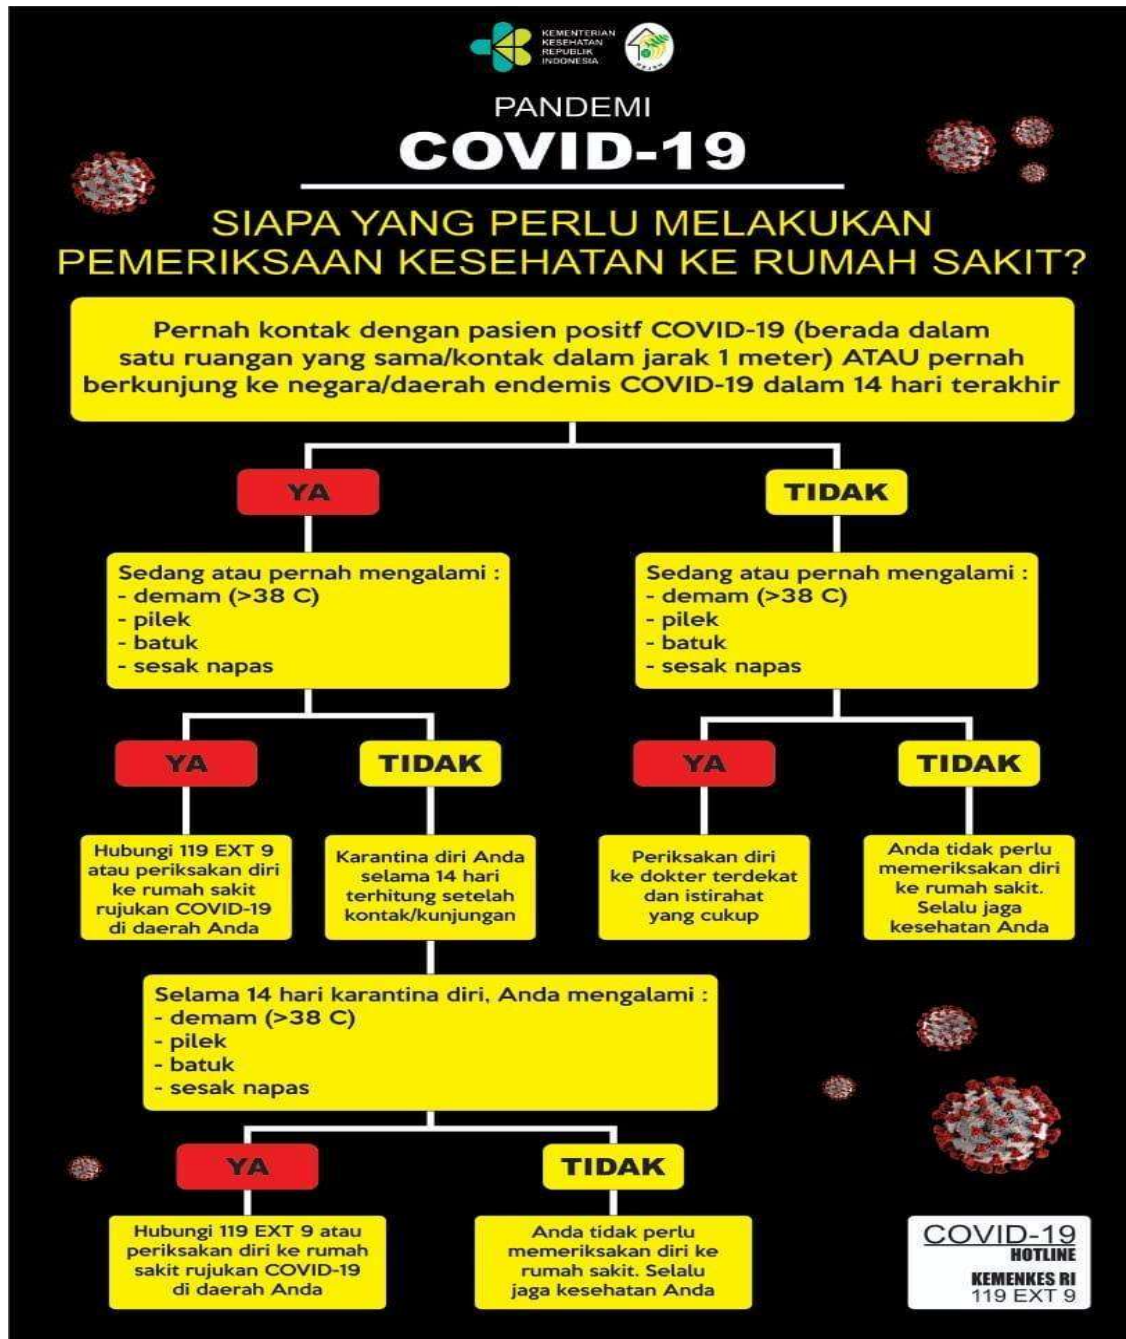 KEMENTERIAN
KESEHATAN
REPUBLIK
INDONESIA
PANDEMI
COVID-19
SIAPA YANG PERLU MELAKUKAN
PEMERIKSAAN KESEHATAN KE RUMAH SAKIT?
Pernah kontak dengan pasien positf COVID-19 (berada dalam
satu ruangan yang sama/kontak dalam jarak 1 meter) ATAU pernah
berkunjung ke negara/daerah endemis COVID-19 dalam 14 hari terakhir
YA
Sedang atau pernah mengalami :
- demam (>38 C)
- pilek
- batuk
- sesak napas
YA
Hubungi 119 EXT 9
atau periksakan diri
ke rumah sakit
rujukan COVID-19
di daerah Anda
TIDAK
Karantina diri Anda
selama 14 hari
terhitung setelah
kontak/kunjungan
Selama 14 hari karantina diri, Anda mengalami :
- demam (>38 C)
- pilek
- batuk
- sesak napas
YA
Hubungi 119 EXT 9 atau
periksakan diri ke rumah
sakit rujukan COVID-19
di daerah Anda
TIDAK
Anda tidak perlu
memeriksakan diri ke
rumah sakit. Selalu
jaga kesehatan Anda
TIDAK
Sedang atau pernah mengalami :
- demam (>38 C)
- pilek
- batuk
- sesak napas
YA
Periksakan diri
ke dokter terdekat
dan istirahat
yang cukup
TIDAK
Anda tidak perlu
memeriksakan diri
ke rumah sakit.
Selalu jaga
kesehatan Anda
COVID-19
HOTLINE
KEMENKES RI
119 EXT 9